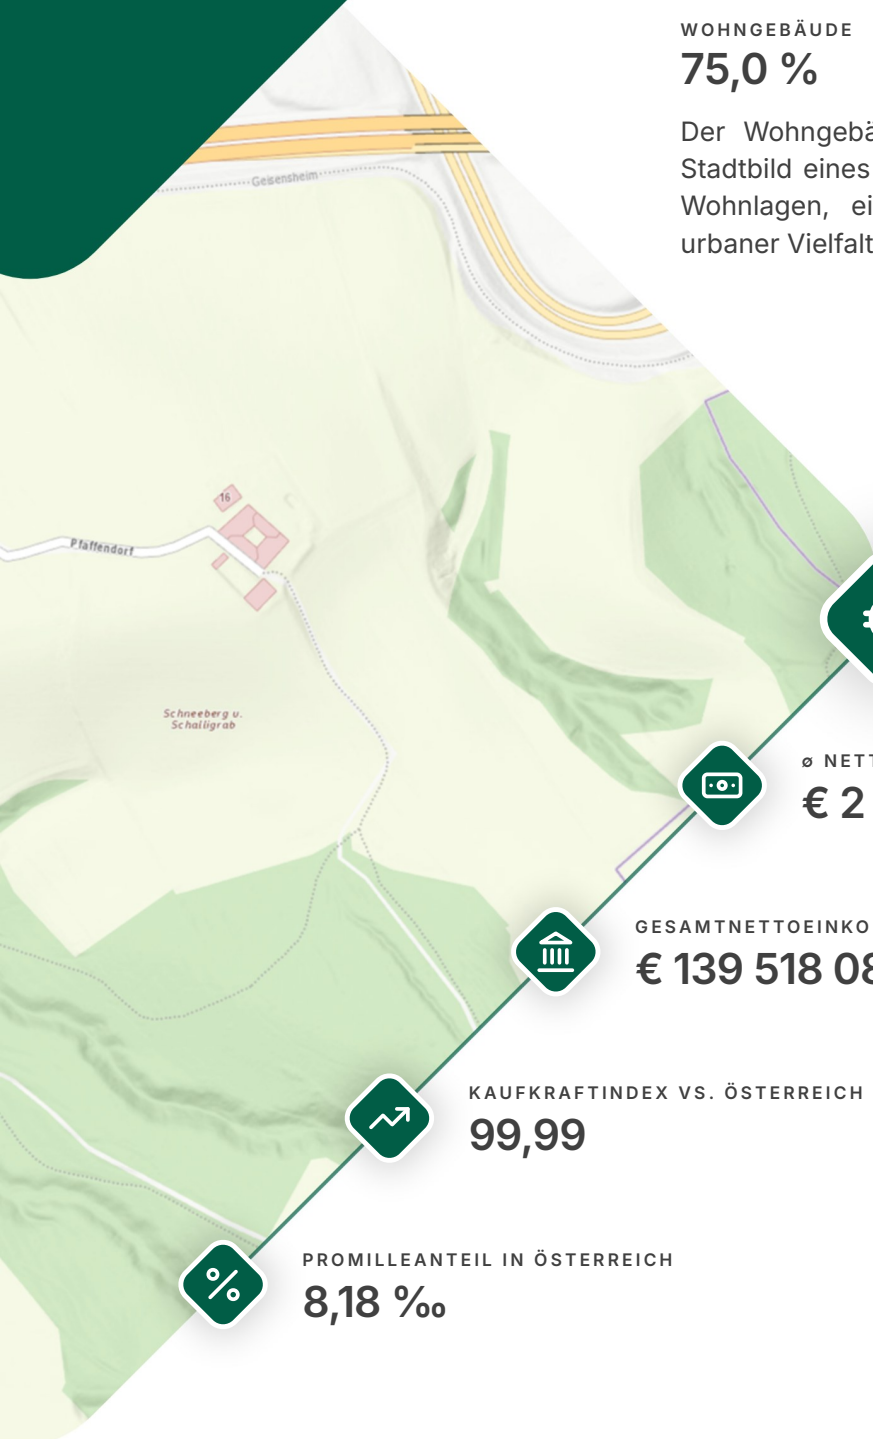 WOHNGEBÄUDE
75,0 %
Der Wohngebä
Stadtbild eines
Wohnlagen, ei
urbaner Vielfalt
Geisensheim
16
Pfaffendorf
Schneeberg u.
Schalligrab
ø NETT
€ 2
GESAMTNETTOEINKO
€ 139 518 08
KAUFKRAFTINDEX VS. ÖSTERREICH
99,99
PROMILLEANTEIL IN ÖSTERREICH
8,18 ‰